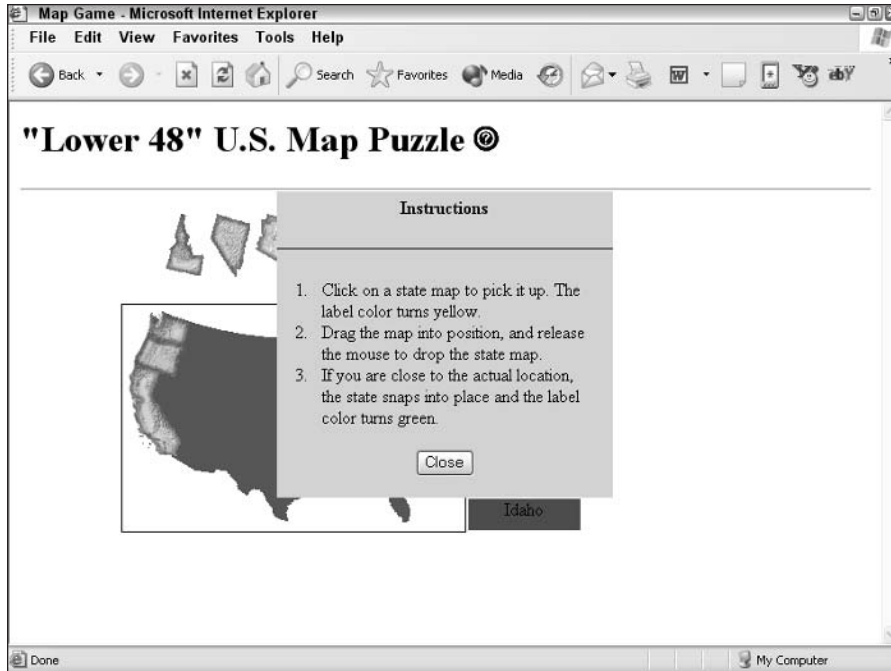 Map Game - Microsoft Internet Explorer
File Edit View Favorites Tools Help
Back Search Favorites Media
"Lower 48" U.S. Map Puzzle ?
Instructions
1. Click on a state map to pick it up. The
label color turns yellow.
2. Drag the map into position, and release
the mouse to drop the state map.
3. If you are close to the actual location,
the state snaps into place and the label
color turns green.
Close
Idaho
Done My Computer